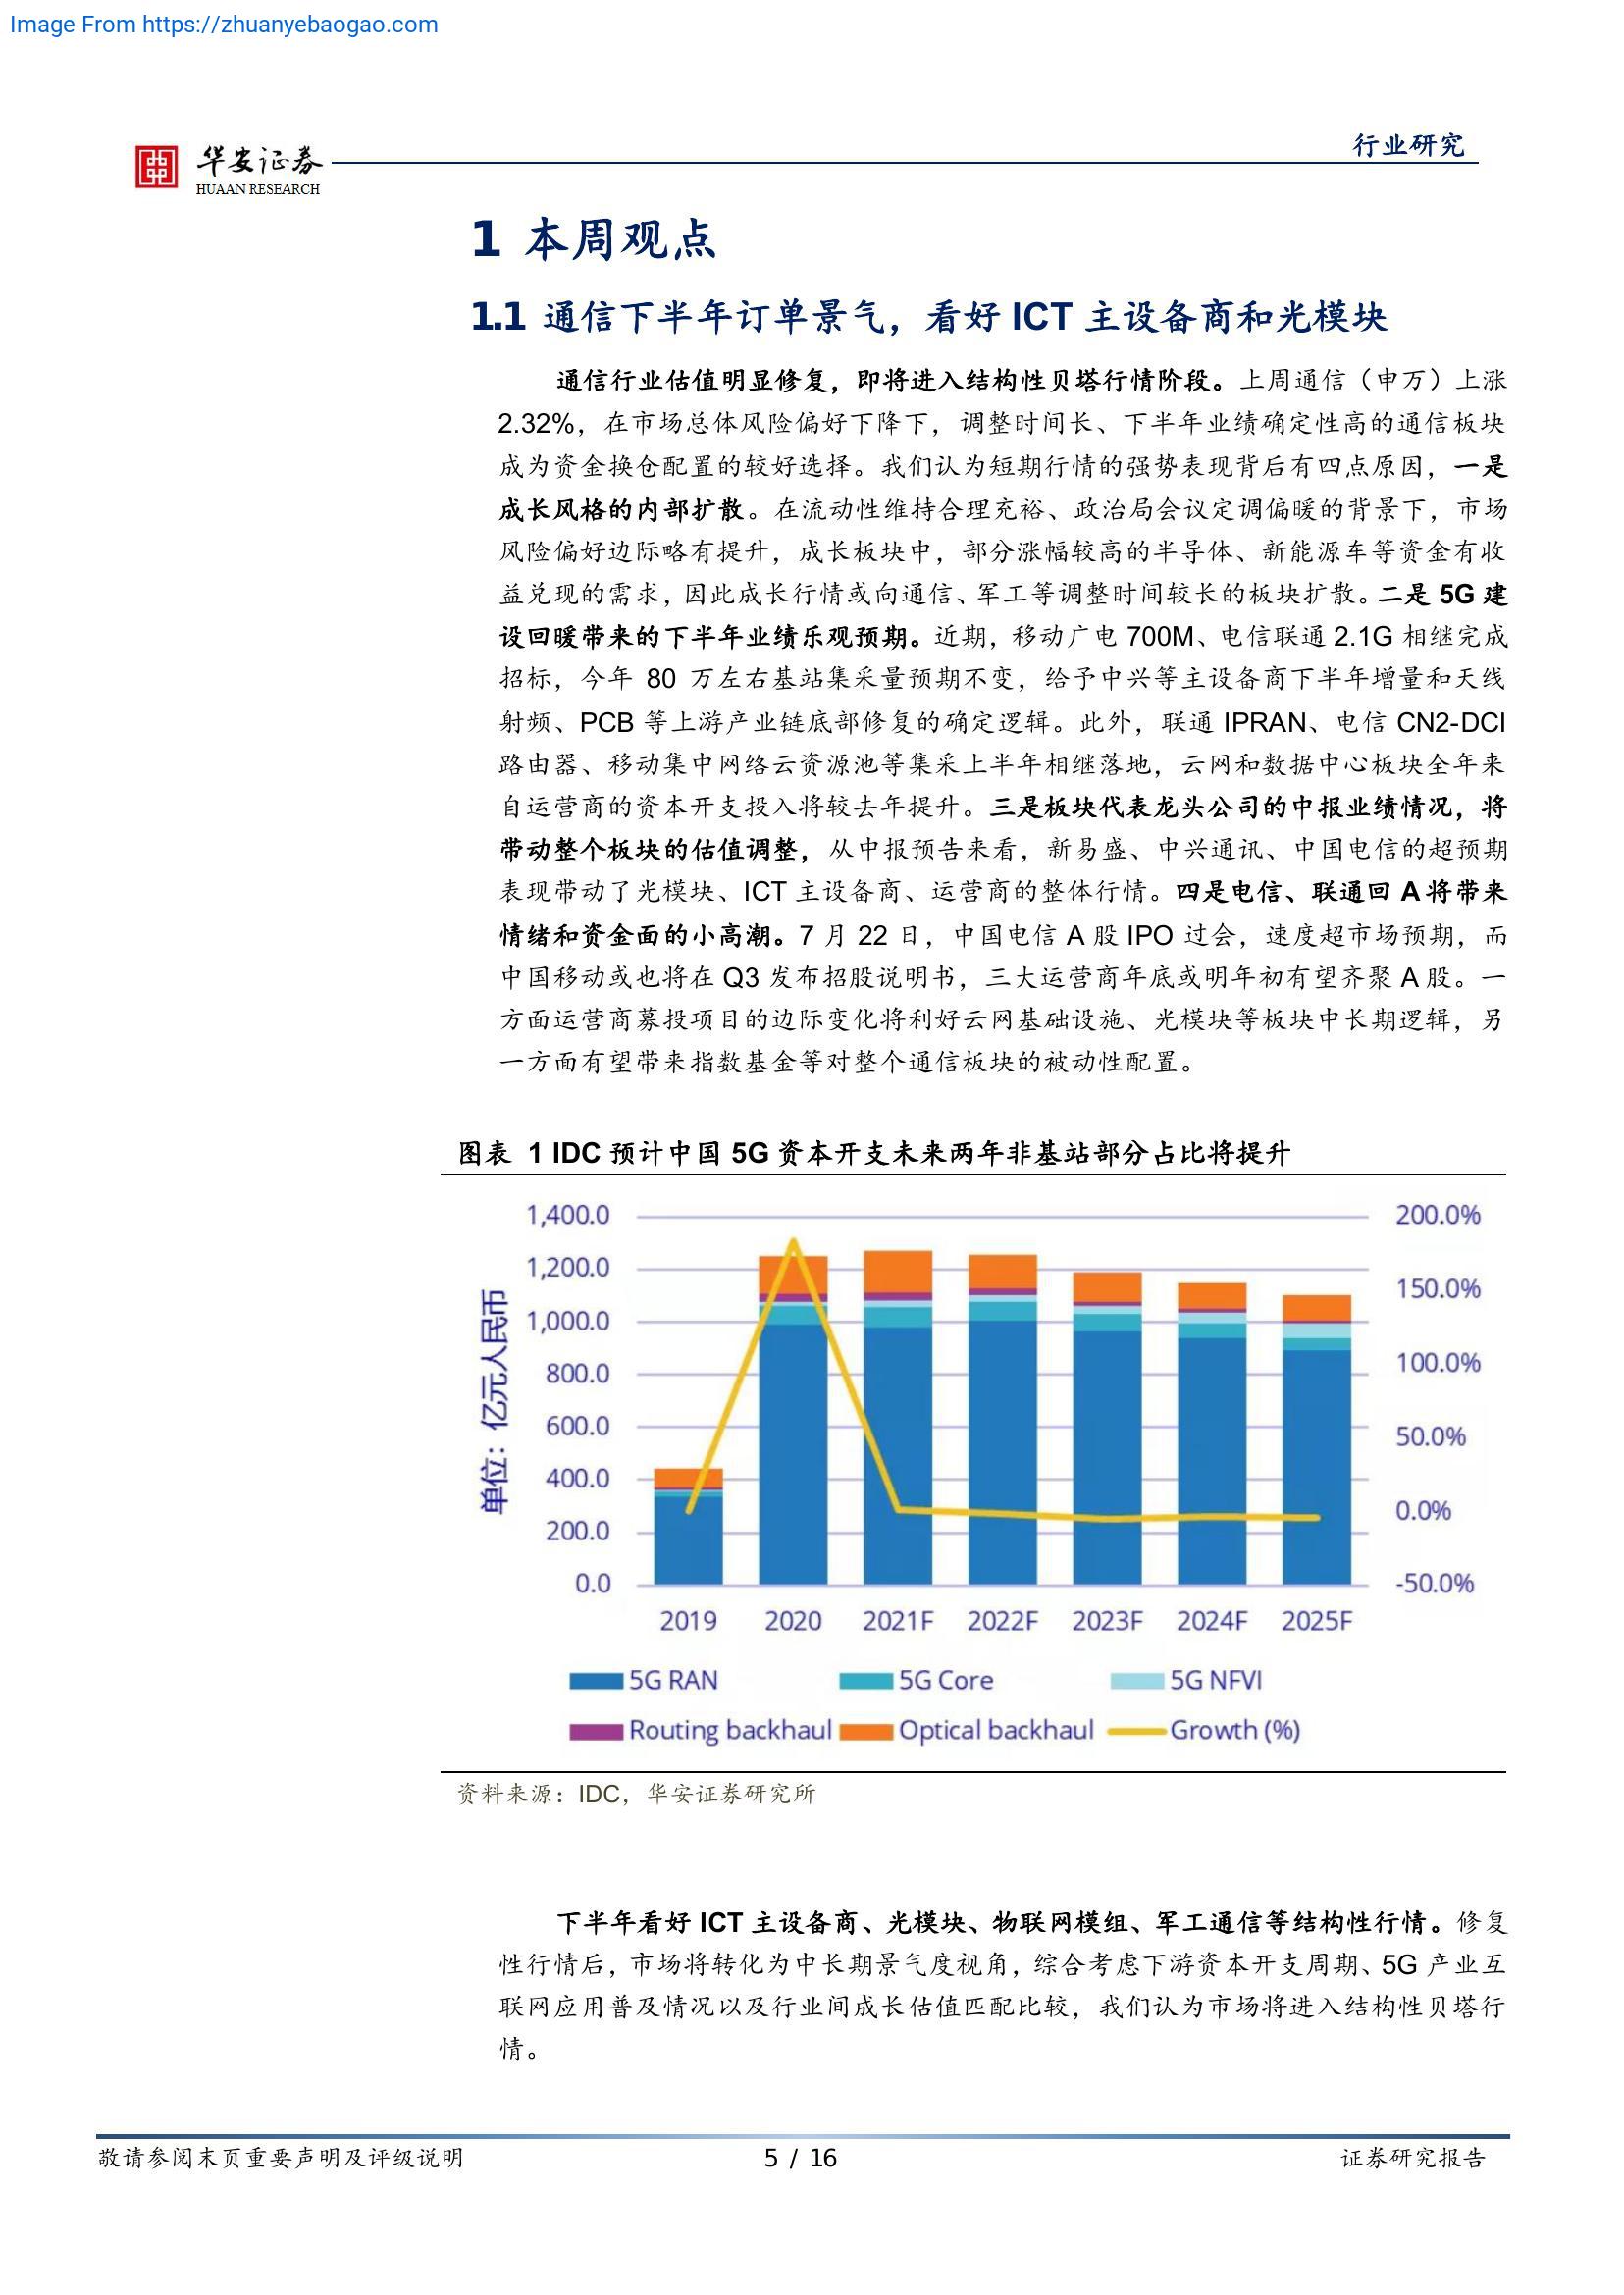 Image From https://zhuanyebaogao.com
华安证券
HUAAN RESEARCH
行业研究
1 本周观点
1.1 通信下半年订单景气，看好 ICT 主设备商和光模块
通信行业估值明显修复，即将进入结构性贝塔行情阶段。上周通信（申万）上涨
2.32%，在市场总体风险偏好下降下，调整时间长、下半年业绩确定性高的通信板块
成为资金换仓配置的较好选择。我们认为短期行情的强势表现背后有四点原因，一是
成长风格的内部扩散。在流动性维持合理充裕、政治局会议定调偏暖的背景下，市场
风险偏好边际略有提升，成长板块中，部分涨幅较高的半导体、新能源车等资金有收
益兑现的需求，因此成长行情或向通信、军工等调整时间较长的板块扩散。二是 5G 建
设回暖带来的下半年业绩乐观预期。近期，移动广电 700M、电信联通 2.1G 相继完成
招标，今年 80 万左右基站集采量预期不变，给予中兴等主设备商下半年增量和天线
射频、PCB 等上游产业链底部修复的确定逻辑。此外，联通 IPRAN、电信 CN2-DCI
路由器、移动集中网络云资源池等集采上半年相继落地，云网和数据中心板块全年来
自运营商的资本开支投入将较去年提升。三是板块代表龙头公司的中报业绩情况，将
带动整个板块的估值调整，从中报预告来看，新易盛、中兴通讯、中国电信的超预期
表现带动了光模块、ICT 主设备商、运营商的整体行情。四是电信、联通回 A 将带来
情绪和资金面的小高潮。7 月 22 日，中国电信 A 股 IPO 过会，速度超市场预期，而
中国移动或也将在 Q3 发布招股说明书，三大运营商年底或明年初有望齐聚 A 股。一
方面运营商募投项目的边际变化将利好云网基础设施、光模块等板块中长期逻辑，另
一方面有望带来指数基金等对整个通信板块的被动性配置。
图表 1 IDC 预计中国 5G 资本开支未来两年非基站部分占比将提升
单位：亿元人民币
1,400.0
1,200.0
1,000.0
800.0
600.0
400.0
200.0
0.0
200.0%
150.0%
100.0%
50.0%
0.0%
-50.0%
2019 2020 2021F 2022F 2023F 2024F 2025F
5G RAN 5G Core 5G NFVI
Routing backhaul Optical backhaul Growth (%)
资料来源：IDC，华安证券研究所
下半年看好 ICT 主设备商、光模块、物联网模组、军工通信等结构性行情。修复
性行情后，市场将转化为中长期景气度视角，综合考虑下游资本开支周期、5G 产业互
联网应用普及情况以及行业间成长估值匹配比较，我们认为市场将进入结构性贝塔行
情。
敬请参阅末页重要声明及评级说明
5 / 16
证券研究报告